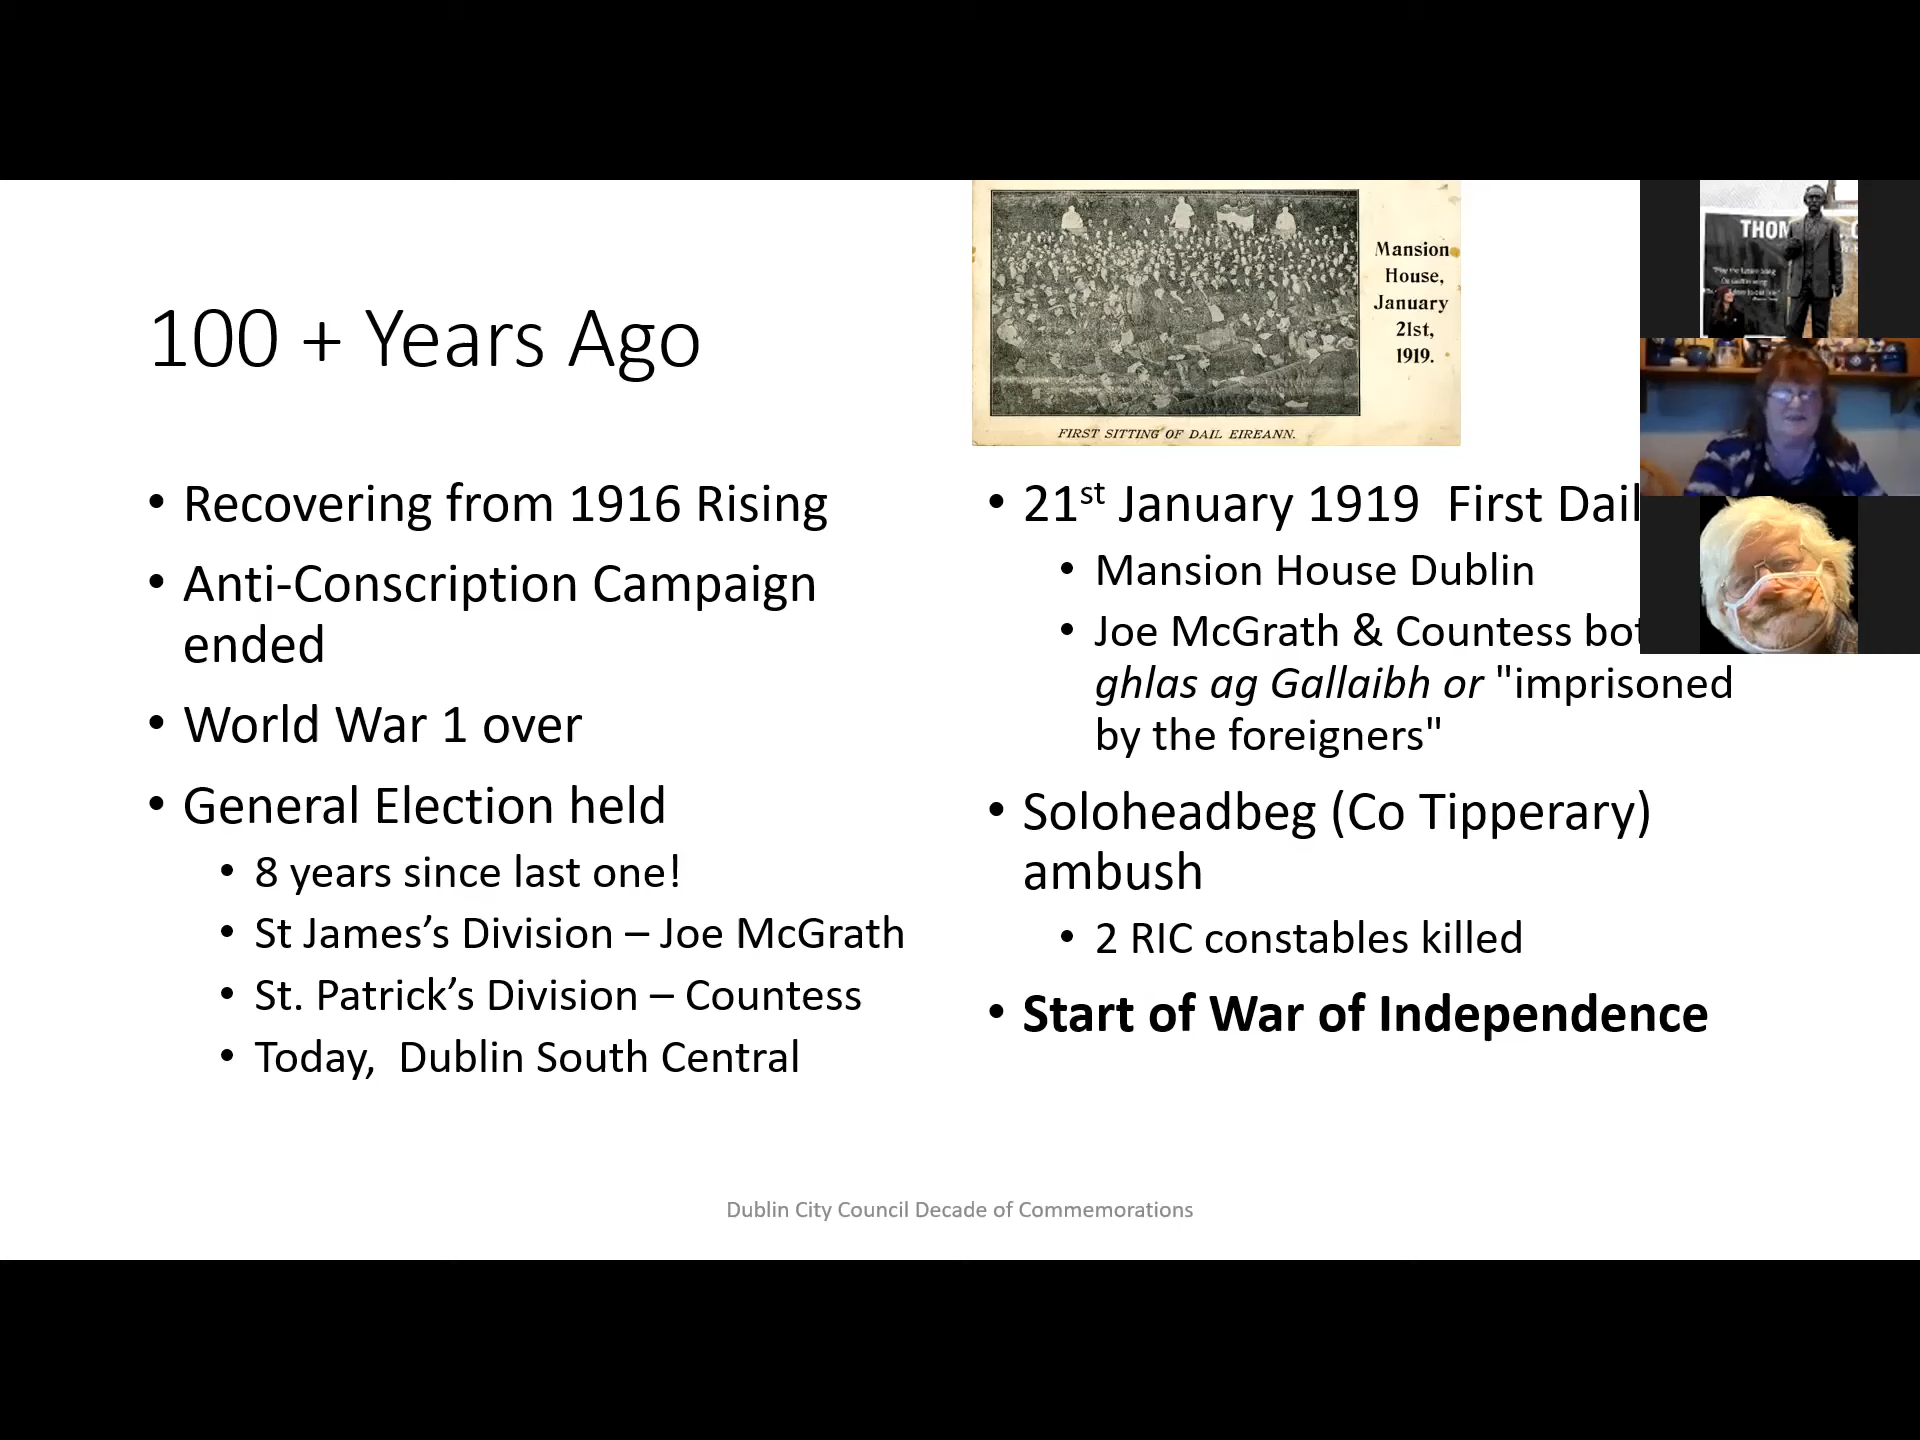 100 + Years Ago
• Recovering from 1916 Rising
• Anti-Conscription Campaign
ended
• World War 1 over
• General Election held
• 8 years since last one!
• St James’s Division – Joe McGrath
• St. Patrick’s Division – Countess
• Today,  Dublin South Central
Mansion
House,
January
21st,
1919.
FIRST SITTING OF DAIL EIREANN.
• 21st January 1919  First Dail
• Mansion House Dublin
• Joe McGrath & Countess
ghlas ag Gallaibh or "imprisoned
by the foreigners"
• Soloheadbeg (Co Tipperary)
ambush
• 2 RIC constables killed
• Start of War of Independence
Dublin City Council Decade of Commemorations